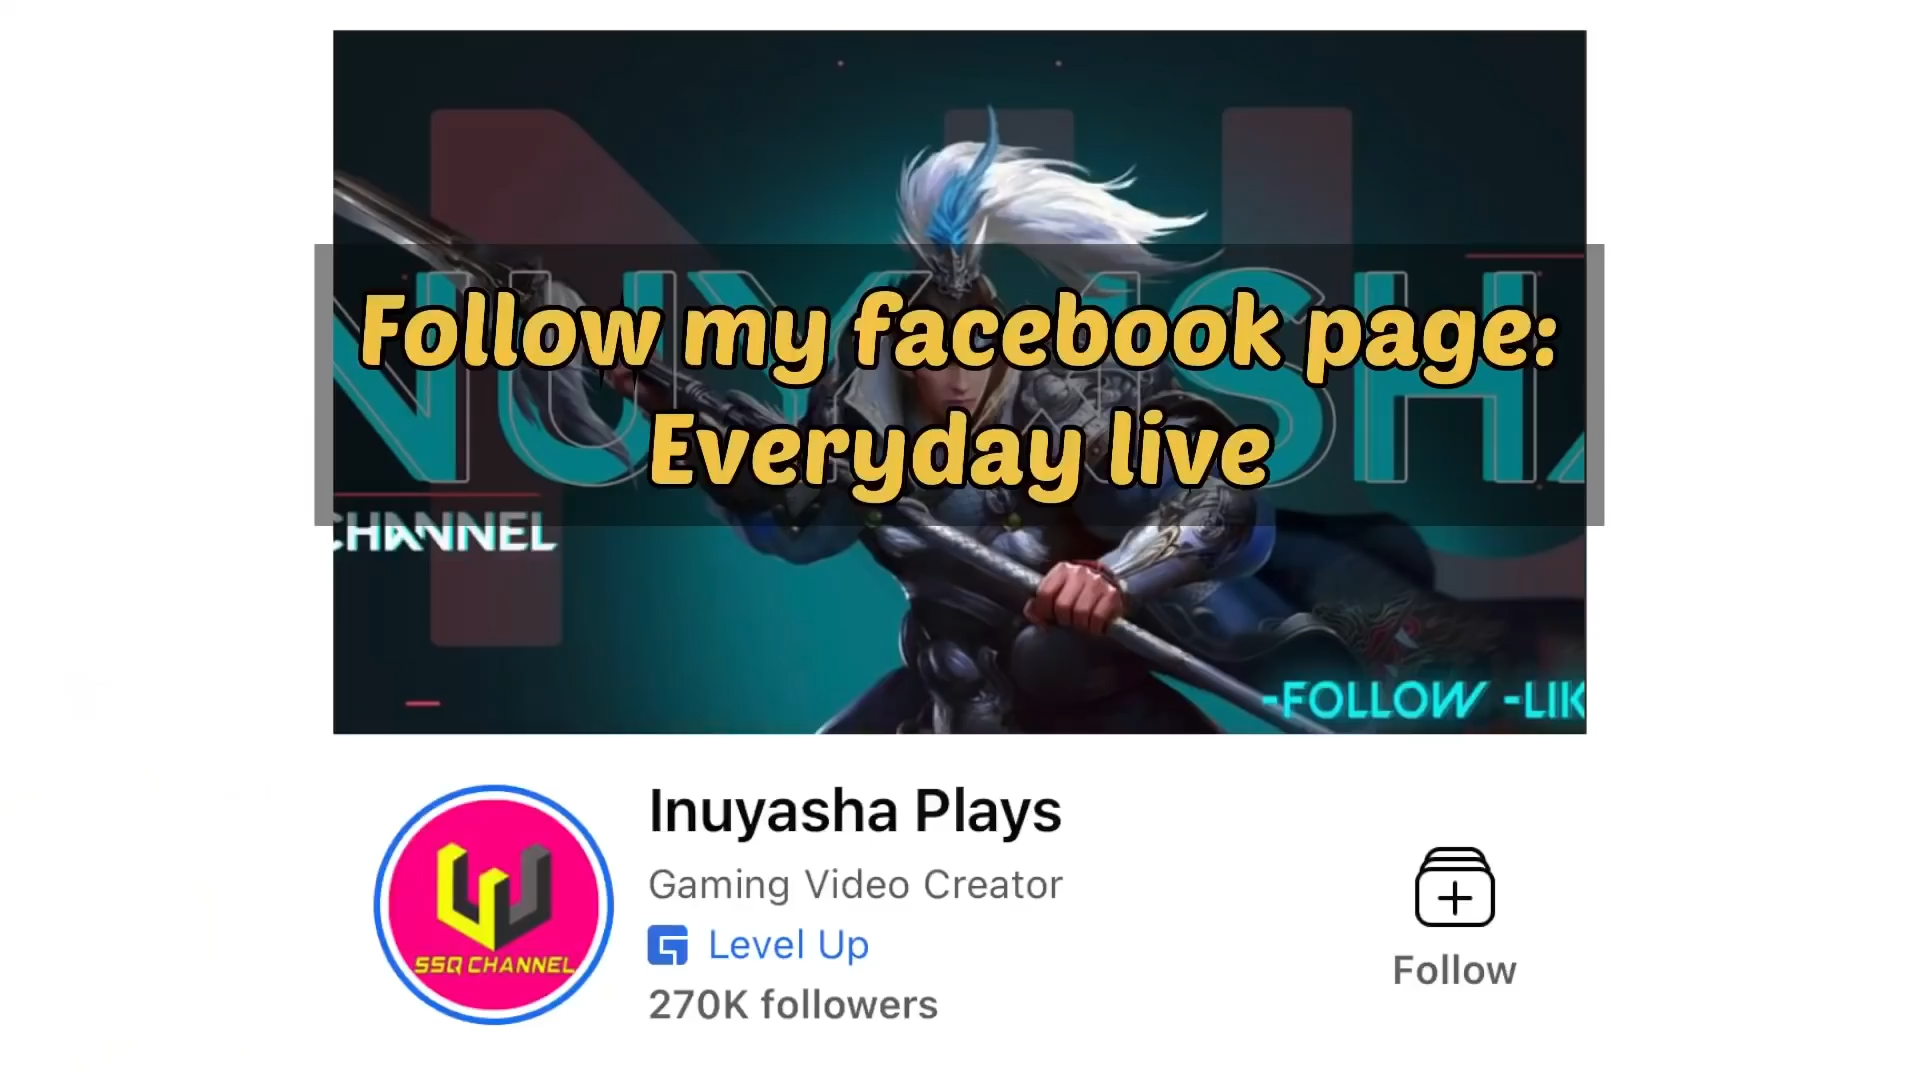 Follow my facebook page:
Everyday live
CHANNEL
-FOLLOW -LIK
Inuyasha Plays
Gaming Video Creator
Level Up
270K followers
Follow
SSQ CHANNEL